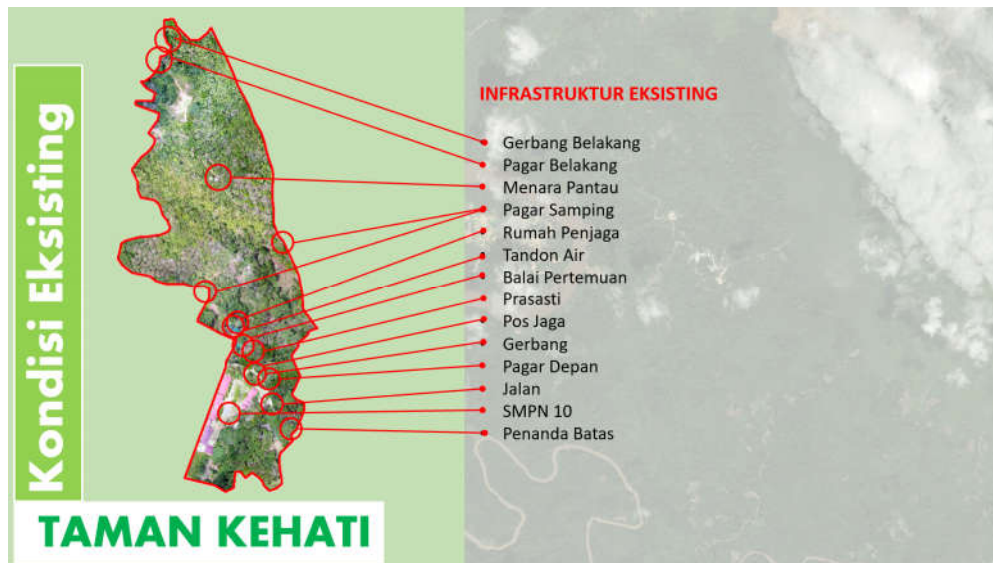 Kondisi Eksisting
TAMAN KEHATI
INFRASTRUKTUR EKSISTING
Gerbang Belakang
Pagar Belakang
Menara Pantau
Pagar Samping
Rumah Penjaga
Tandon Air
Balai Pertemuan
Prasasti
Pos Jaga
Gerbang
Pagar Depan
Jalan
SMPN 10
Penanda Batas